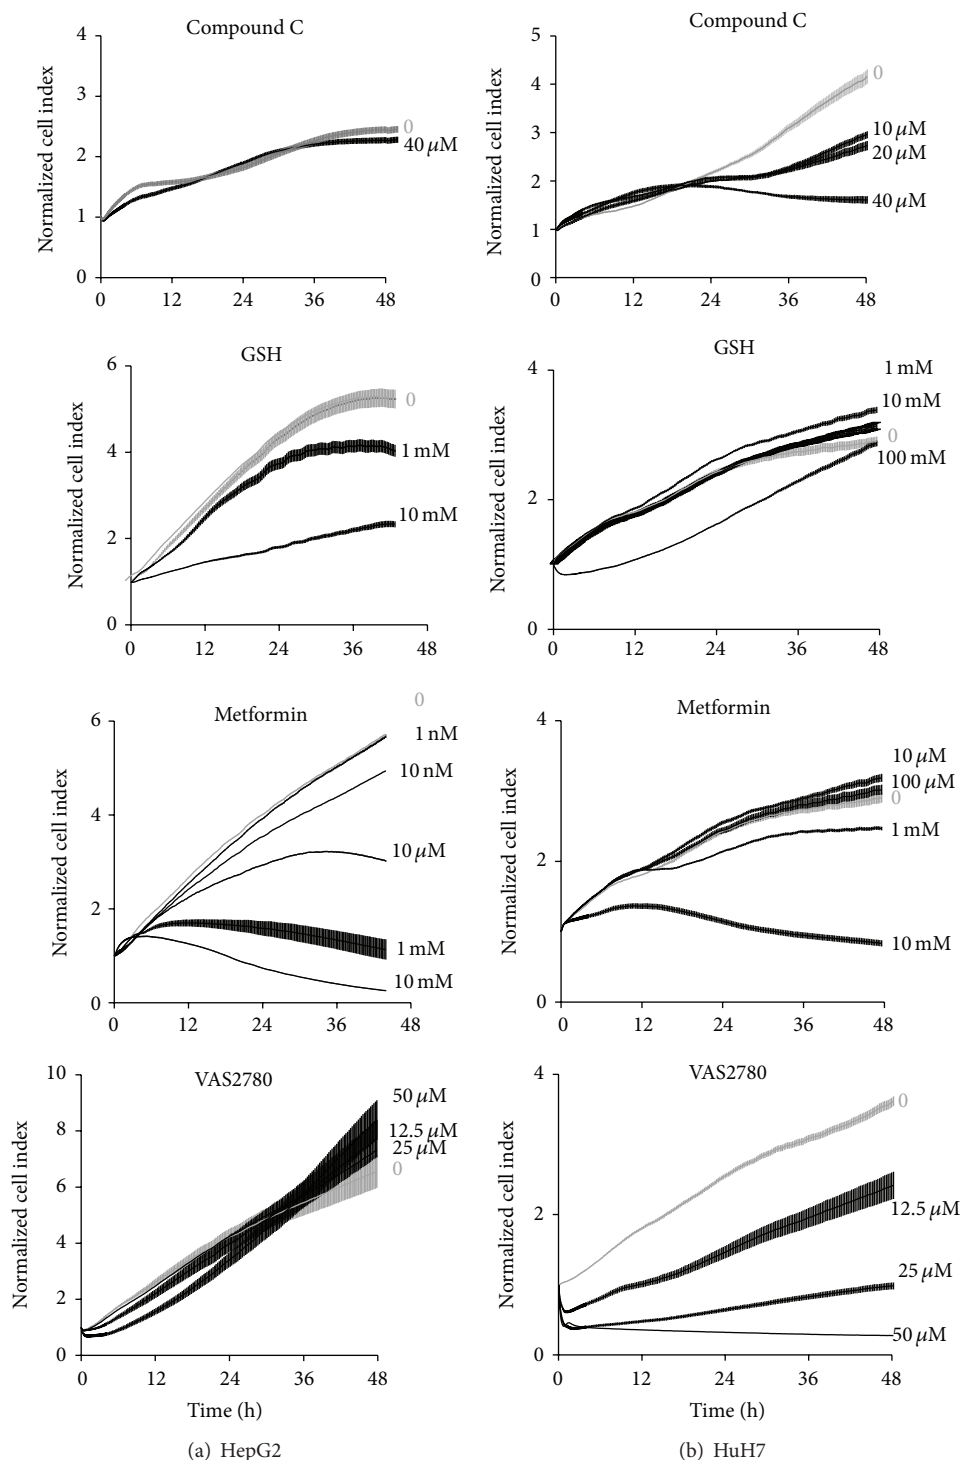 Compound C
Normalized cell index
4
3
2
1
0
0
40 µM
0 12 24 36 48
Compound C
Normalized cell index
5
4
3
2
1
0
0
10 µM
20 µM
40 µM
0 12 24 36 48
GSH
Normalized cell index
6
4
2
0
0
1 mM
10 mM
0 12 24 36 48
GSH
Normalized cell index
4
2
0
1 mM
10 mM
0
100 mM
0 12 24 36 48
Metformin
Normalized cell index
6
4
2
0
0
1 nM
10 nM
10 µM
1 mM
10 mM
0 12 24 36 48
Metformin
Normalized cell index
4
2
0
10 µM
100 µM
0
1 mM
10 mM
0 12 24 36 48
VAS2780
Normalized cell index
10
8
6
4
2
0
50 µM
12.5 µM
25 µM
0
0 12 24 36 48
Time (h)
(a) HepG2
VAS2780
Normalized cell index
4
2
0
0
12.5 µM
25 µM
50 µM
0 12 24 36 48
Time (h)
(b) HuH7